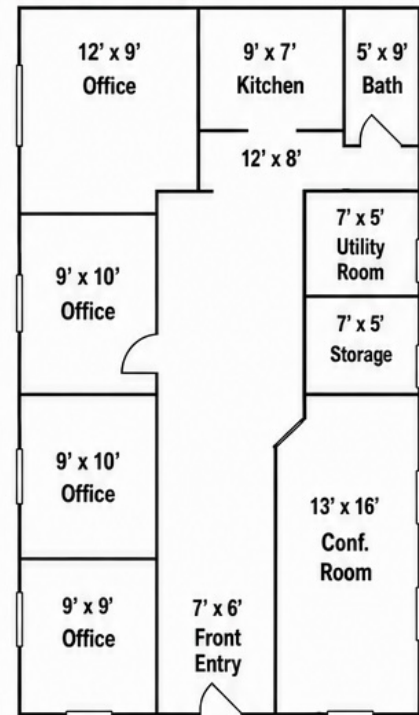 12' x 9'
Office
9' x 7'
Kitchen
5' x 9'
Bath
12' x 8'
7' x 5'
Utility
Room
9' x 10'
Office
7' x 5'
Storage
9' x 10'
Office
13' x 16'
Conf.
Room
9' x 9'
Office
7' x 6'
Front
Entry